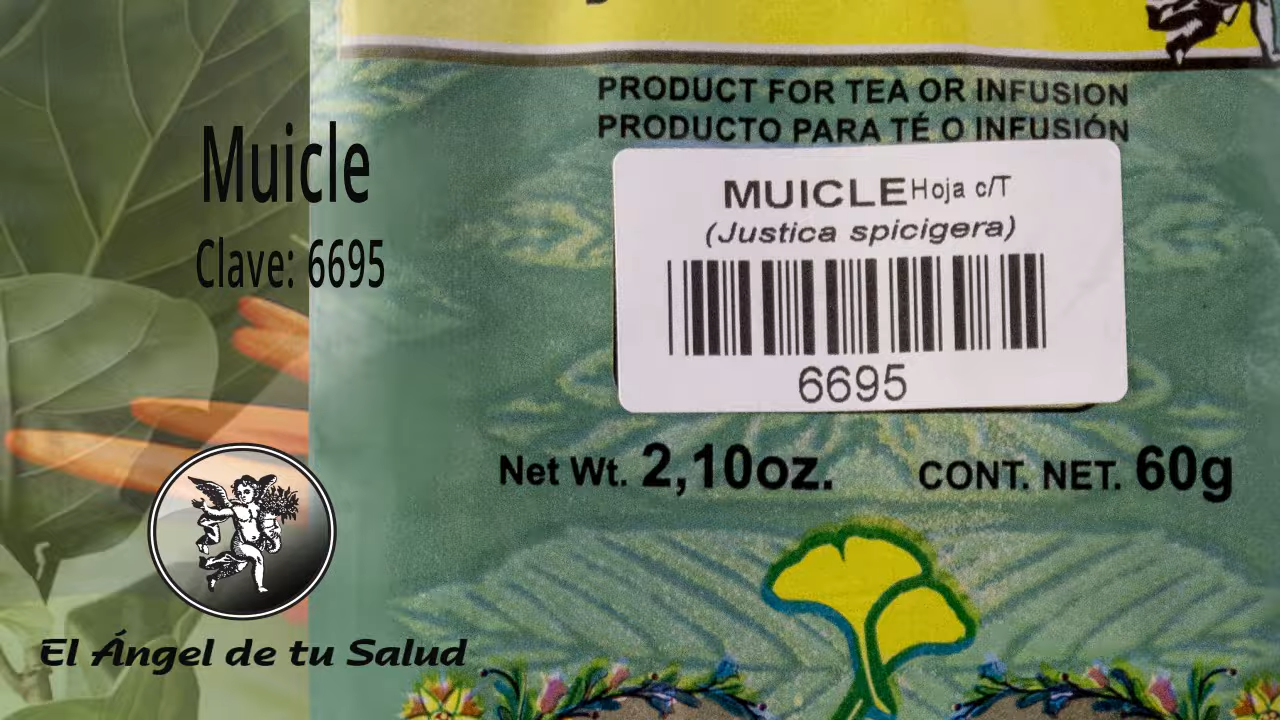 Muicle
Clave: 6695
El Ángel de tu Salud
PRODUCT FOR TEA OR INFUSION
PRODUCTO PARA TÉ O INFUSIÓN
MUICLE Hoja c/T
(Justica spicigera)
6695
Net Wt. 2,10oz. CONT. NET. 60g